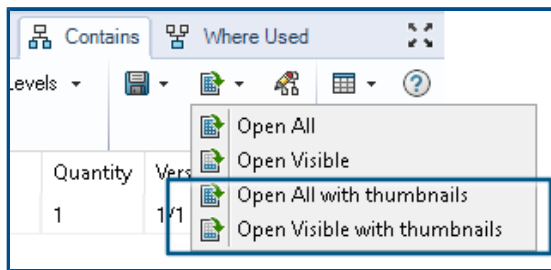 Contains Where Used
evels
Open All
Open Visible
Quantity Vers
Open All with thumbnails
1 1/1
Open Visible with thumbnails